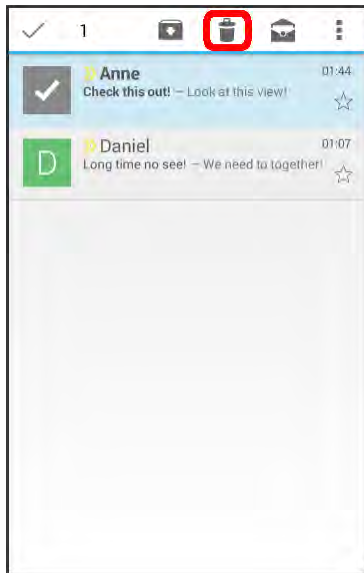 1
Anne 01:44
Check this out! – Look at this view!
D Daniel 01:07
Long time no see! – We need to together!